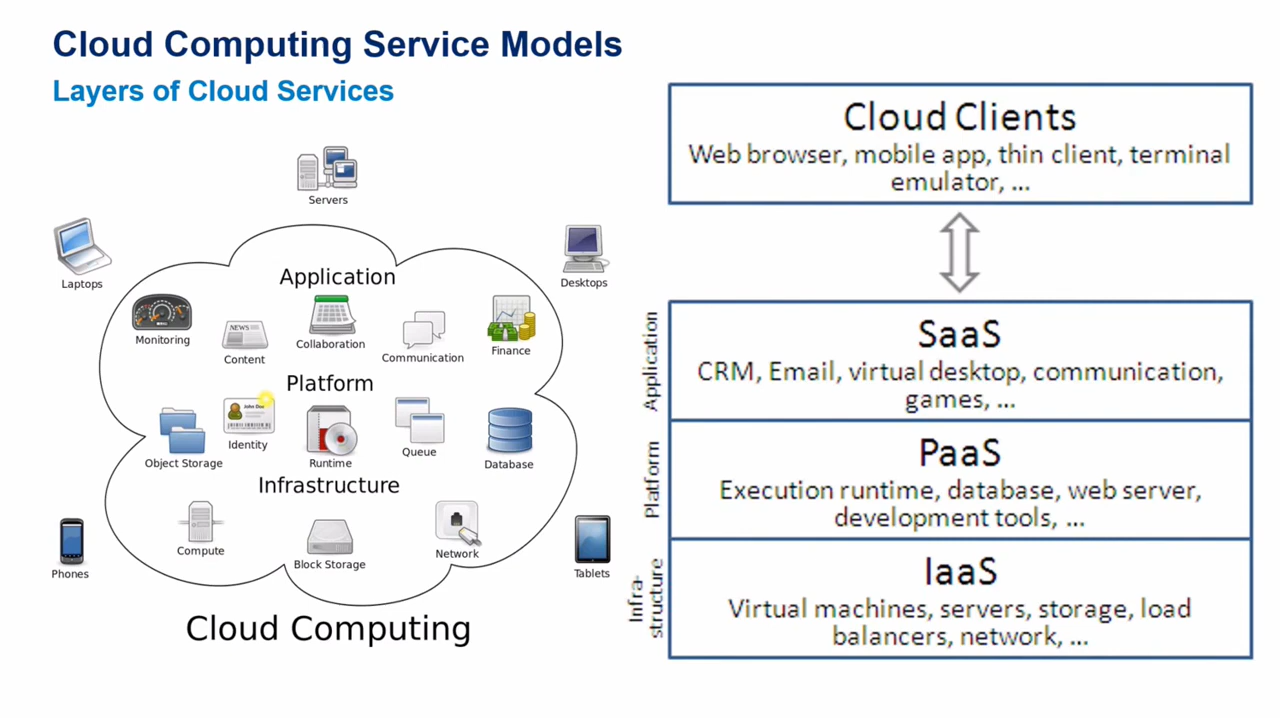 Cloud Computing Service Models
Layers of Cloud Services
Servers
Laptops
Desktops
Application
Monitoring
Content
NEWS
Collaboration
Communication
Finance
Platform
Object Storage
John Doe
Identity
Runtime
Queue
Database
Infrastructure
Compute
Block Storage
Network
Phones
Tablets
Cloud Computing
Cloud Clients
Web browser, mobile app, thin client, terminal
emulator, ...
Application
SaaS
CRM, Email, virtual desktop, communication,
games, ...
Platform
PaaS
Execution runtime, database, web server,
development tools, ...
Infra-
structure
IaaS
Virtual machines, servers, storage, load
balancers, network, ...